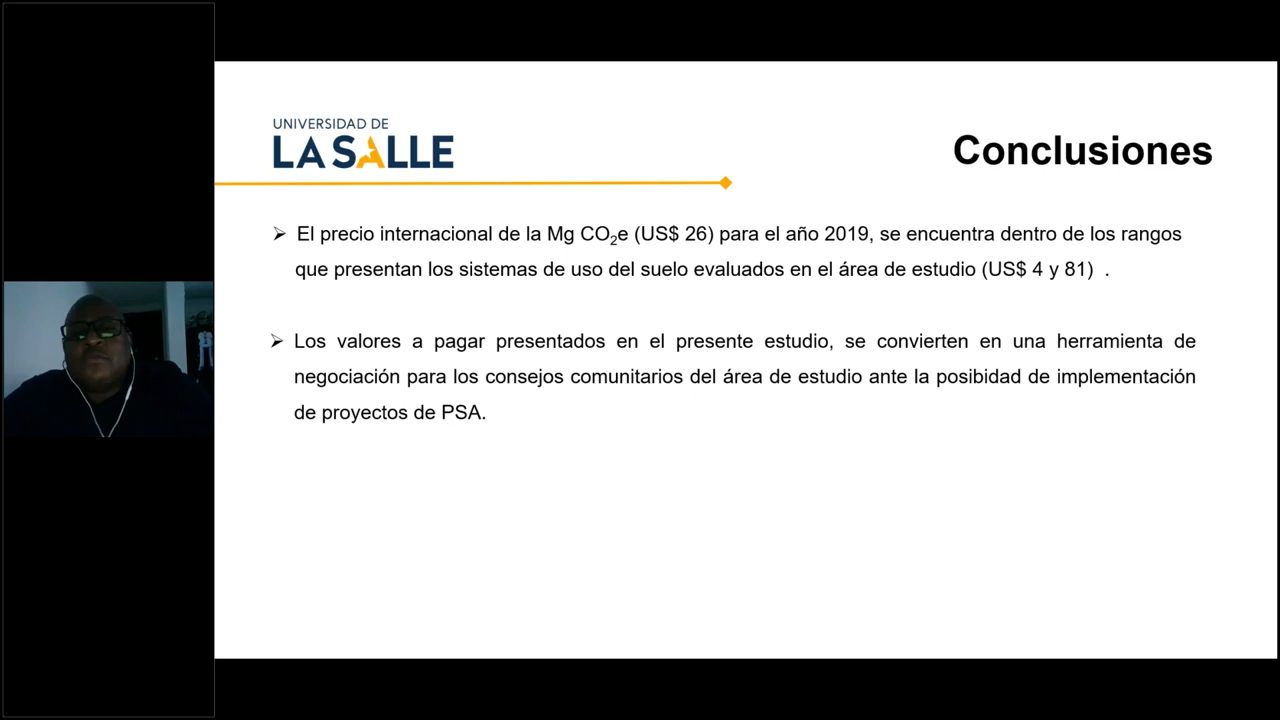 UNIVERSIDAD DE
LA SALLE
Conclusiones
➢ El precio internacional de la Mg CO₂e (US$ 26) para el año 2019, se encuentra dentro de los rangos
que presentan los sistemas de uso del suelo evaluados en el área de estudio (US$ 4 y 81) .
➢ Los valores a pagar presentados en el presente estudio, se convierten en una herramienta de
negociación para los consejos comunitarios del área de estudio ante la posibidad de implementación
de proyectos de PSA.